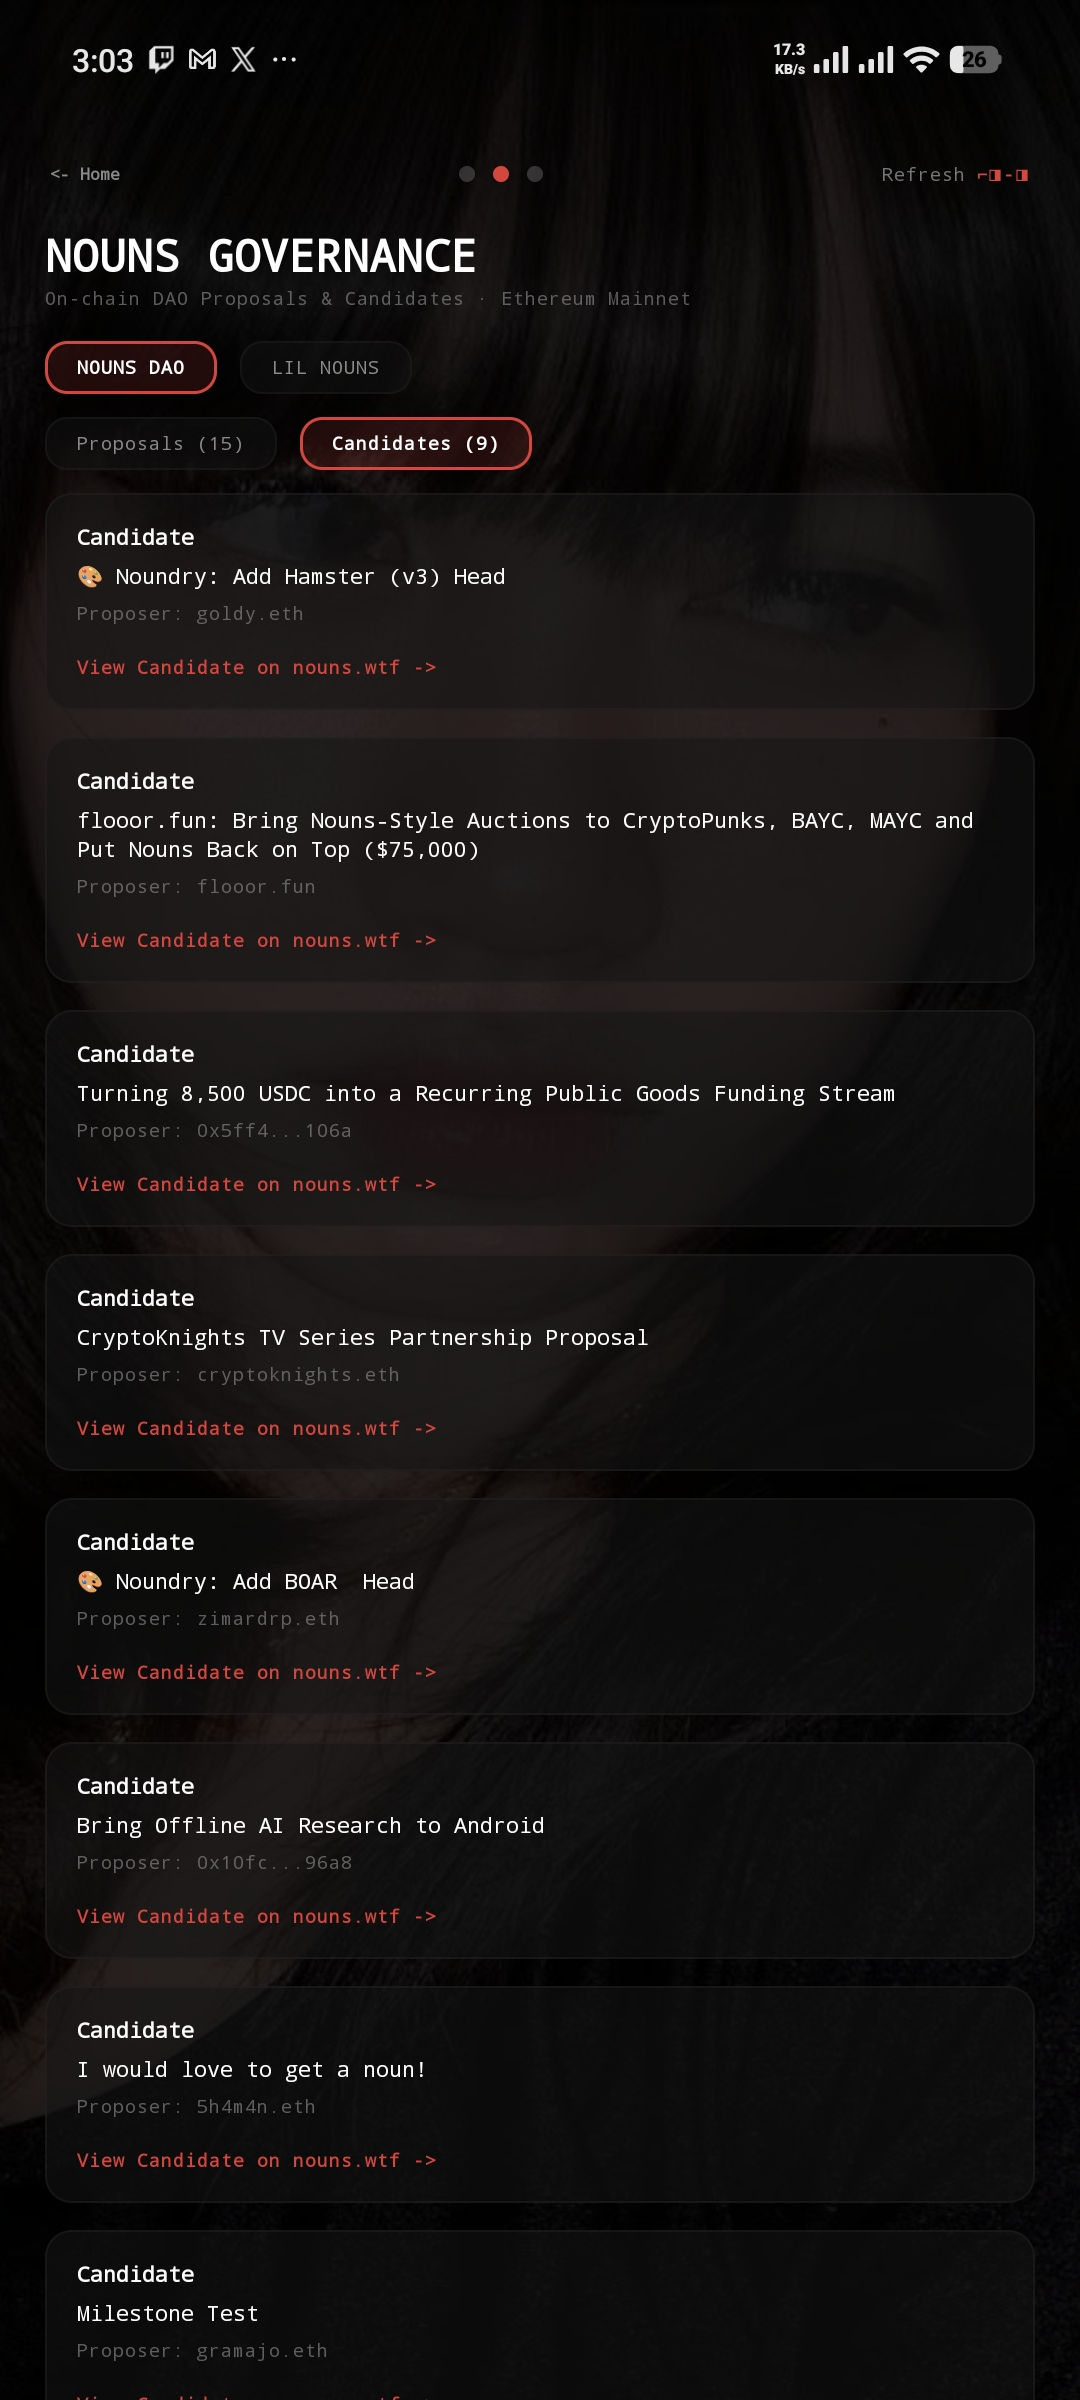 3:03 ··· 17.3 KB/s 26
<- Home Refresh
NOUNS GOVERNANCE
On-chain DAO Proposals & Candidates · Ethereum Mainnet
NOUNS DAO LIL NOUNS
Proposals (15) Candidates (9)
Candidate
🎨 Noundry: Add Hamster (v3) Head
Proposer: goldy.eth
View Candidate on nouns.wtf ->
Candidate
flooor.fun: Bring Nouns-Style Auctions to CryptoPunks, BAYC, MAYC and
Put Nouns Back on Top ($75,000)
Proposer: flooor.fun
View Candidate on nouns.wtf ->
Candidate
Turning 8,500 USDC into a Recurring Public Goods Funding Stream
Proposer: 0x5ff4...106a
View Candidate on nouns.wtf ->
Candidate
CryptoKnights TV Series Partnership Proposal
Proposer: cryptoknights.eth
View Candidate on nouns.wtf ->
Candidate
🎨 Noundry: Add BOAR  Head
Proposer: zimardrp.eth
View Candidate on nouns.wtf ->
Candidate
Bring Offline AI Research to Android
Proposer: 0x10fc...96a8
View Candidate on nouns.wtf ->
Candidate
I would love to get a noun!
Proposer: 5h4m4n.eth
View Candidate on nouns.wtf ->
Candidate
Milestone Test
Proposer: gramajo.eth